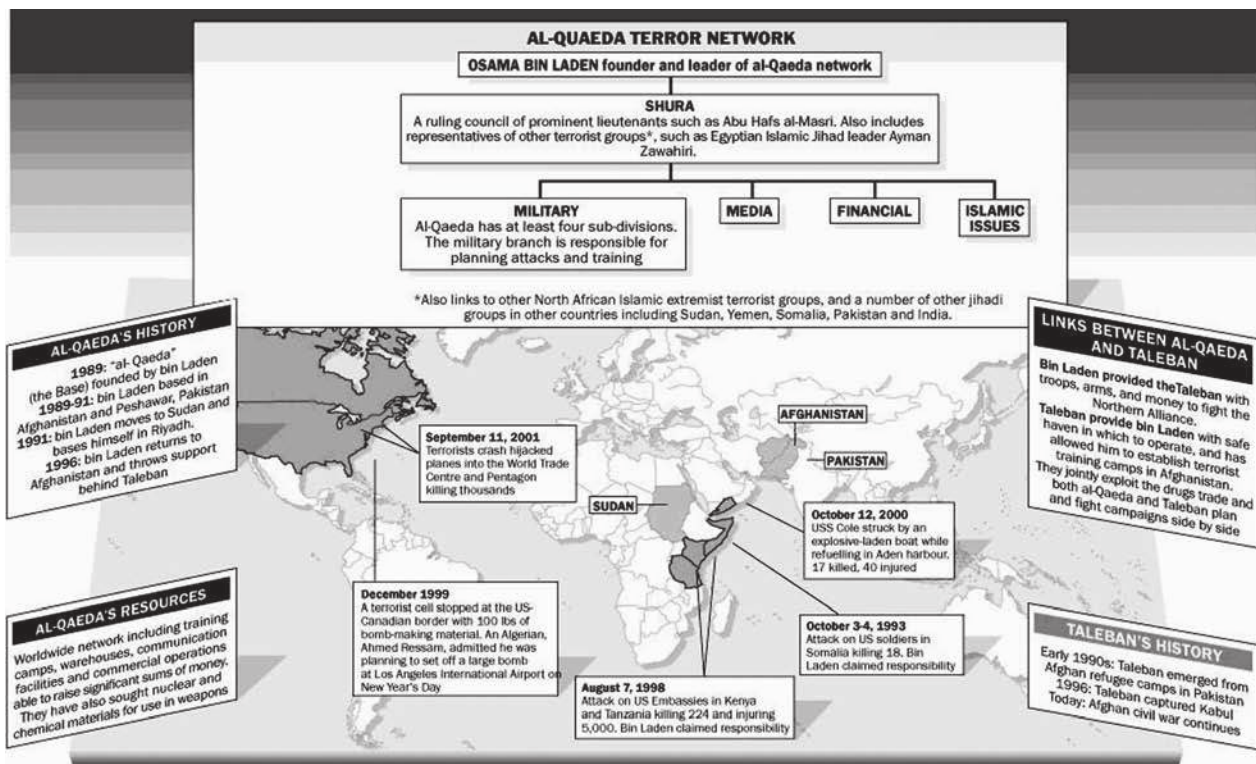 AL-QUAEDA TERROR NETWORK
OSAMA BIN LADEN founder and leader of al-Qaeda network
SHURA
A ruling council of prominent lieutenants such as Abu Hafs al-Masri. Also includes
representatives of other terrorist groups*, such as Egyptian Islamic Jihad leader Ayman
Zawahiri.
MILITARY
Al-Qaeda has at least four sub-divisions.
The military branch is responsible for
planning attacks and training
MEDIA
FINANCIAL
ISLAMIC
ISSUES
*Also links to other North African Islamic extremist terrorist groups, and a number of other jihadi
groups in other countries including Sudan, Yemen, Somalia, Pakistan and India.
AL-QAEDA'S HISTORY
1989: "al- Qaeda"
(the Base) founded by bin Laden
1989-91: bin Laden based in
Afghanistan and Peshawar, Pakistan
1991: bin Laden moves to Sudan and
bases himself in Riyadh.
1996: bin Laden returns to
Afghanistan and throws support
behind Taleban
LINKS BETWEEN AL-QAEDA
AND TALEBAN
Bin Laden provided theTaleban with
troops, arms, and money to fight the
Northern Alliance.
Taleban provide bin Laden with safe
haven in which to operate, and has
allowed him to establish terrorist
training camps in Afghanistan.
They jointly exploit the drugs trade and
both al-Qaeda and Taleban plan
and fight campaigns side by side
AFGHANISTAN
PAKISTAN
SUDAN
September 11, 2001
Terrorists crash hijacked
planes into the World Trade
Centre and Pentagon
killing thousands
October 12, 2000
USS Cole struck by an
explosive-laden boat while
refuelling in Aden harbour.
17 killed, 40 injured
AL-QAEDA'S RESOURCES
Worldwide network including training
camps, warehouses, communication
facilities and commercial operations
able to raise significant sums of money.
They have also sought nuclear and
chemical materials for use in weapons
December 1999
A terrorist cell stopped at the US-
Canadian border with 100 lbs of
bomb-making material. An Algerian,
Ahmed Ressam, admitted he was
planning to set off a large bomb
at Los Angeles International Airport on
New Year's Day
August 7, 1998
Attack on US Embassies in Kenya
and Tanzania killing 224 and injuring
5,000. Bin Laden claimed responsibility
October 3-4, 1993
Attack on US soldiers in
Somalia killing 18. Bin
Laden claimed responsibility
TALEBAN'S HISTORY
Early 1990s: Taleban emerged from
Afghan refugee camps in Pakistan
1996: Taleban captured Kabul
Today: Afghan civil war continues